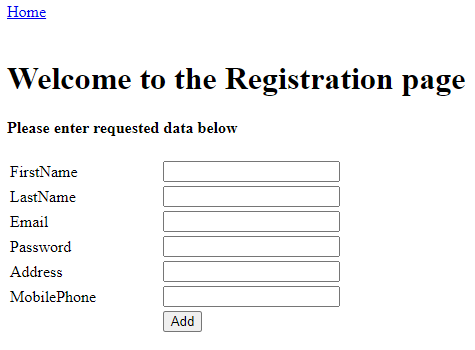 Home
Welcome to the Registration page
Please enter requested data below
FirstName
LastName
Email
Password
Address
MobilePhone
Add